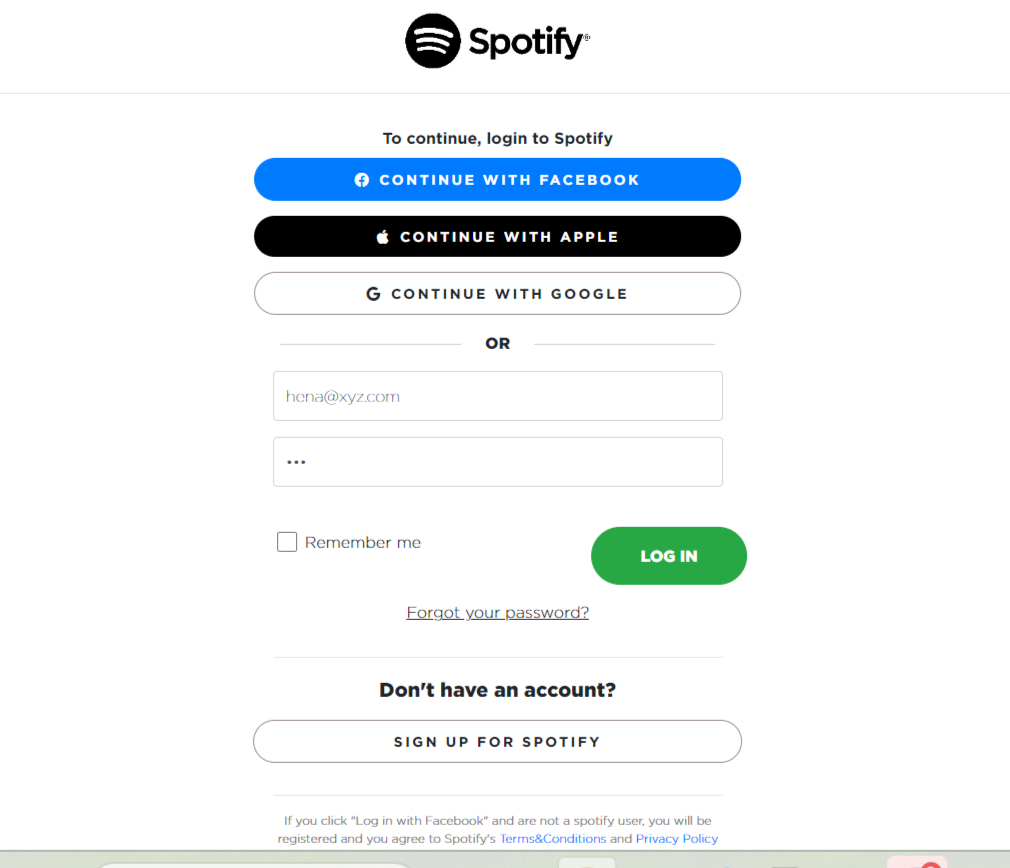 Spotify®
To continue, login to Spotify
CONTINUE WITH FACEBOOK
CONTINUE WITH APPLE
G CONTINUE WITH GOOGLE
OR
hena@xyz.com
•••
Remember me
LOG IN
Forgot your password?
Don't have an account?
SIGN UP FOR SPOTIFY
If you click "Log in with Facebook" and are not a spotify user, you will be
registered and you agree to Spotify's Terms&Conditions and Privacy Policy